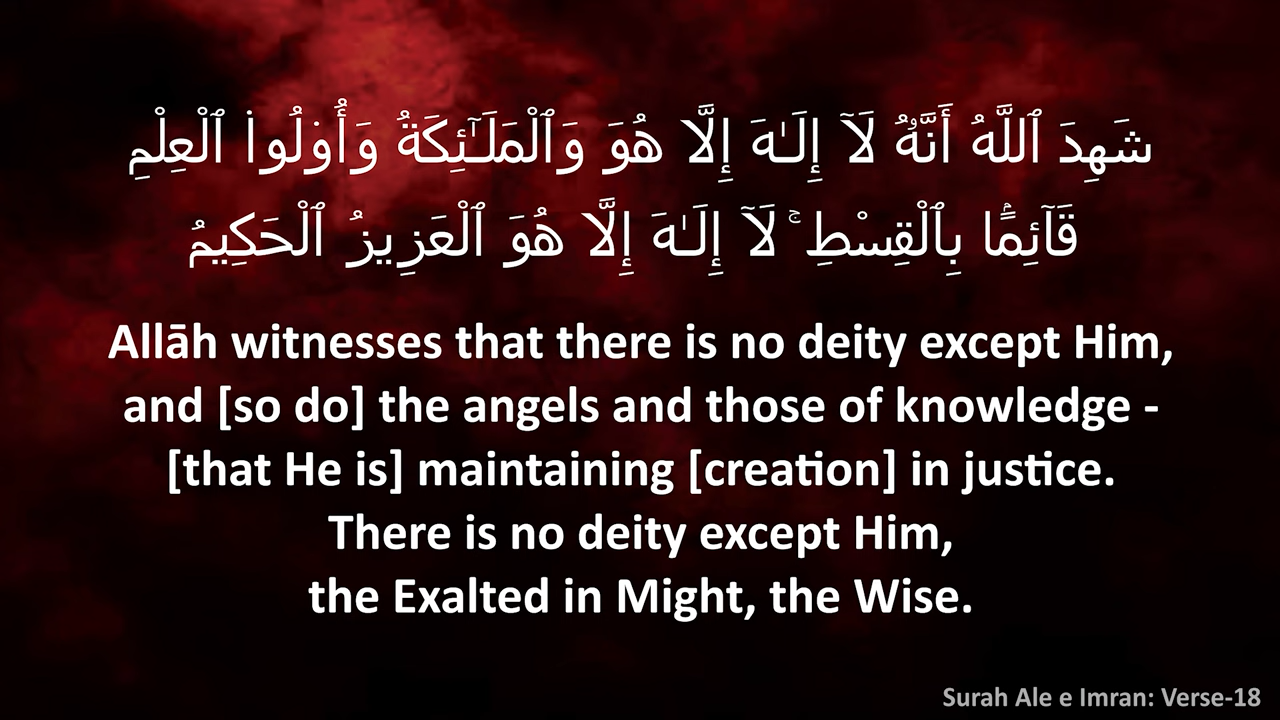 شَهِدَ ٱللَّهُ أَنَّهُۥ لَآ إِلَـٰهَ إِلَّا هُوَ وَٱلْمَلَـٰٓئِكَةُ وَأُو۟لُوا۟ ٱلْعِلْمِ
قَآئِمًۢا بِٱلْقِسْطِ ۚ لَآ إِلَـٰهَ إِلَّا هُوَ ٱلْعَزِيزُ ٱلْحَكِيمُ
Allāh witnesses that there is no deity except Him,
and [so do] the angels and those of knowledge -
[that He is] maintaining [creation] in justice.
There is no deity except Him,
the Exalted in Might, the Wise.
Surah Ale e Imran: Verse-18